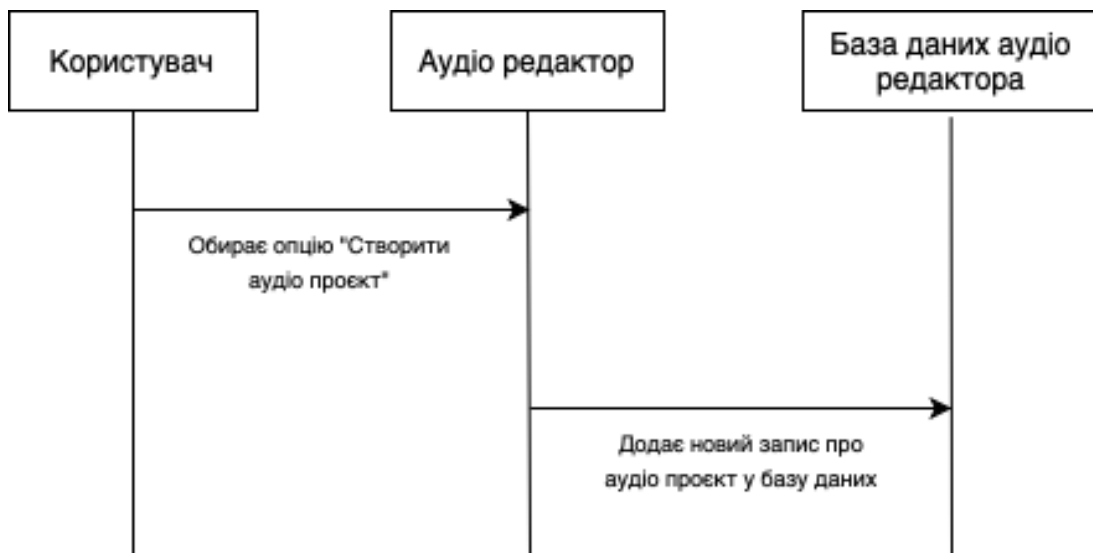 Користувач
Аудіо редактор
База даних аудіо
редактора
Обирає опцію "Створити
аудіо проєкт"
Додає новий запис про
аудіо проєкт у базу даних